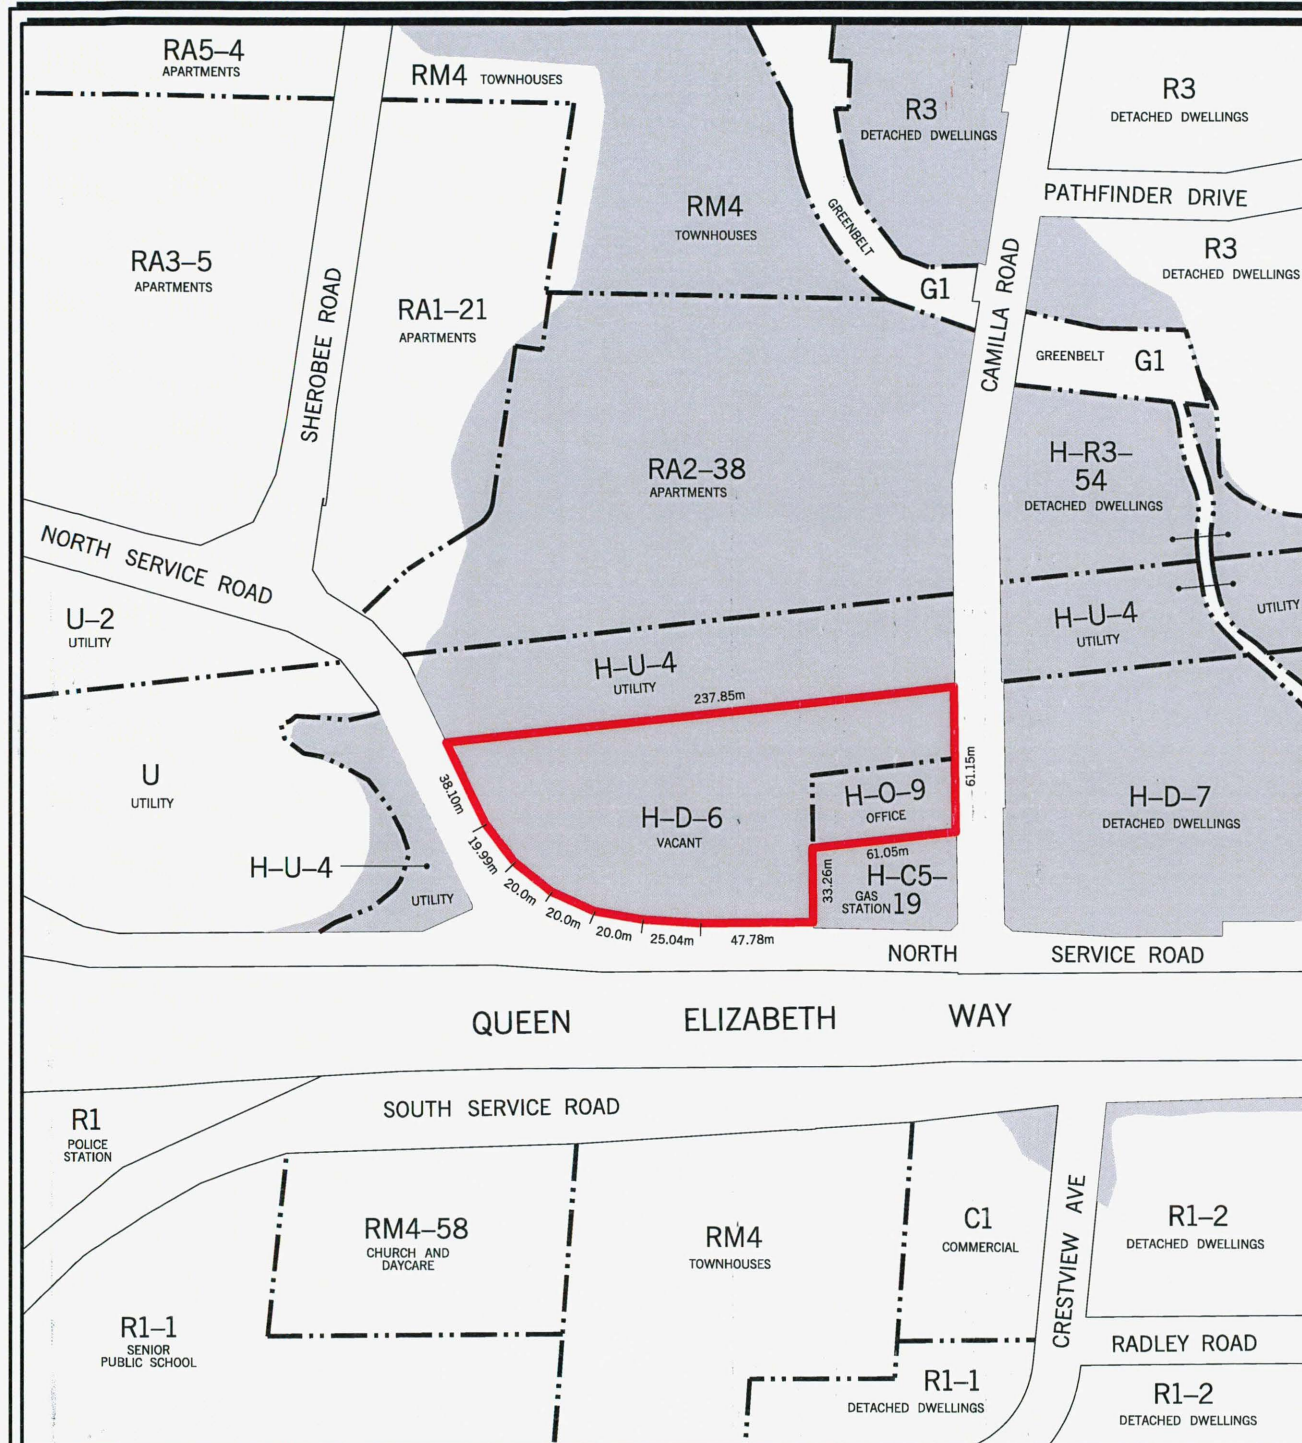 RA5–4
APARTMENTS
RM4 TOWNHOUSES
R3
DETACHED DWELLINGS
R3
DETACHED DWELLINGS
PATHFINDER DRIVE
RM4
TOWNHOUSES
GREENBELT
G1
R3
DETACHED DWELLINGS
RA3–5
APARTMENTS
SHEROBEE ROAD
RA1–21
APARTMENTS
CAMILLA ROAD
GREENBELT G1
RA2–38
APARTMENTS
H–R3–
54
DETACHED DWELLINGS
NORTH SERVICE ROAD
U–2
UTILITY
H–U–4
UTILITY
H–U–4
UTILITY
UTILITY
237.85m
61.15m
U
UTILITY
38.10m
H–O–9
OFFICE
H–D–6
VACANT
H–D–7
DETACHED DWELLINGS
H–U–4
UTILITY
61.05m
33.26m
H–C5–
19
GAS
STATION
19.99m
20.0m
20.0m
20.0m
25.04m
47.78m
NORTH SERVICE ROAD
QUEEN ELIZABETH WAY
SOUTH SERVICE ROAD
R1
POLICE
STATION
RM4–58
CHURCH AND
DAYCARE
RM4
TOWNHOUSES
C1
COMMERCIAL
CRESTVIEW AVE
R1–2
DETACHED DWELLINGS
R1–1
SENIOR
PUBLIC SCHOOL
RADLEY ROAD
R1–1
DETACHED DWELLINGS
R1–2
DETACHED DWELLINGS